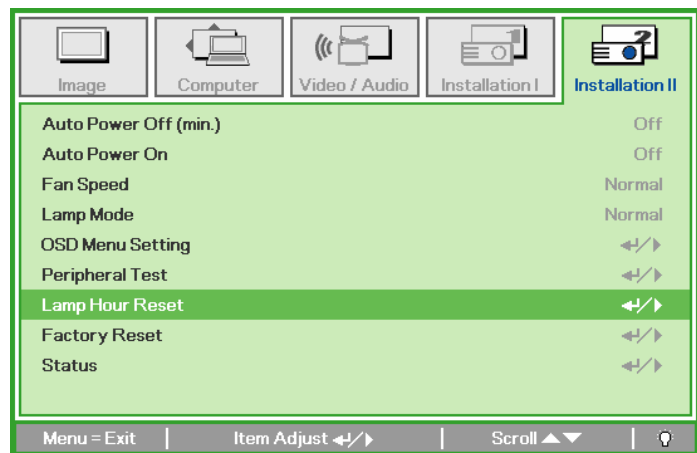 Image Computer Video / Audio Installation I Installation II
Auto Power Off (min.) Off
Auto Power On Off
Fan Speed Normal
Lamp Mode Normal
OSD Menu Setting ↵/▶
Peripheral Test ↵/▶
Lamp Hour Reset ↵/▶
Factory Reset ↵/▶
Status ↵/▶
Menu = Exit | Item Adjust ↵/▶ | Scroll ▲▼ |